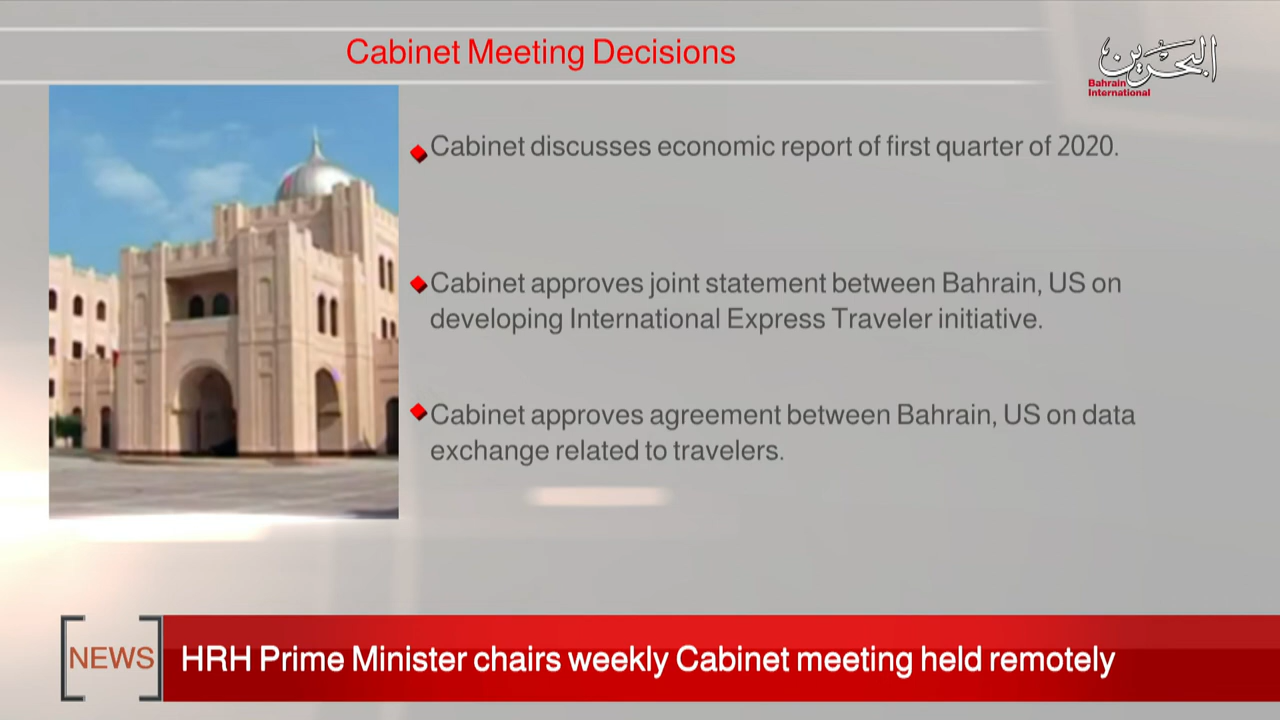 Cabinet Meeting Decisions
البحرين
Bahrain
International
Cabinet discusses economic report of first quarter of 2020.
Cabinet approves joint statement between Bahrain, US on
developing International Express Traveler initiative.
Cabinet approves agreement between Bahrain, US on data
exchange related to travelers.
NEWS
HRH Prime Minister chairs weekly Cabinet meeting held remotely